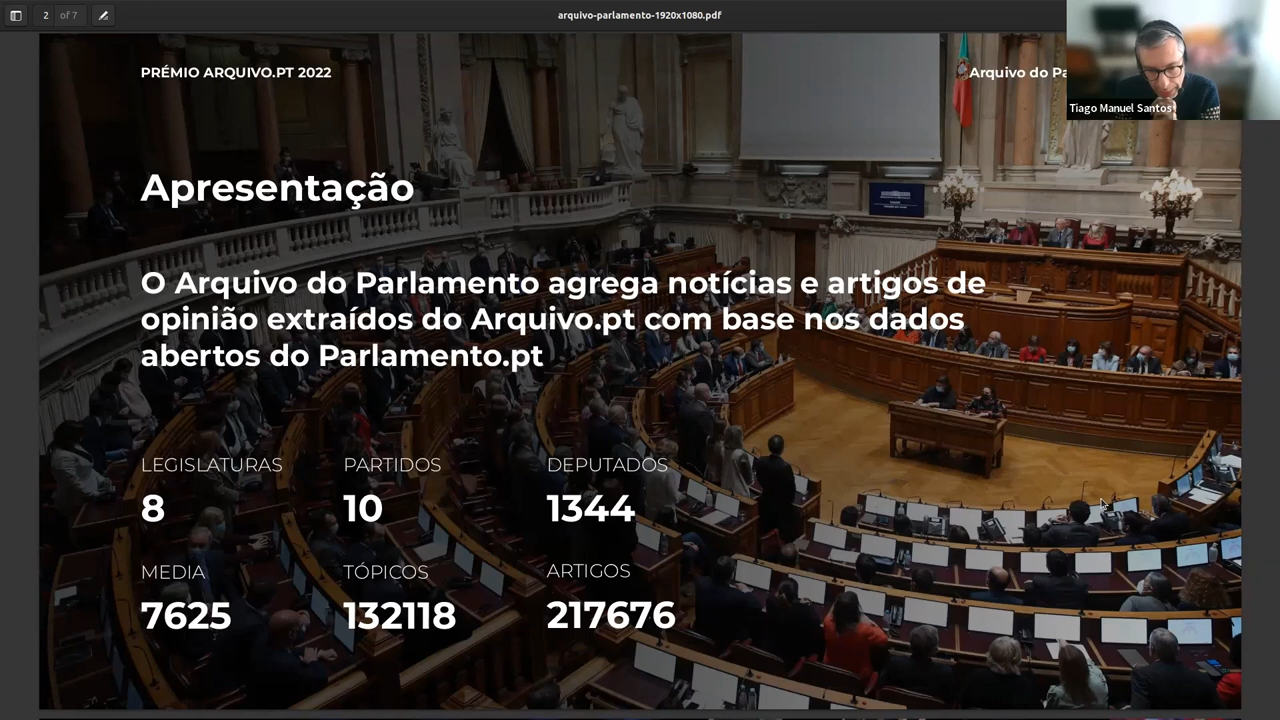 2 of 7
arquivo-parlamento-1920x1080.pdf
PRÉMIO ARQUIVO.PT 2022
Arquivo do
Tiago Manuel Santos
Apresentação
O Arquivo do Parlamento agrega notícias e artigos de
opinião extraídos do Arquivo.pt com base nos dados
abertos do Parlamento.pt
LEGISLATURAS PARTIDOS DEPUTADOS
8 10 1344
MEDIA TÓPICOS ARTIGOS
7625 132118 217676